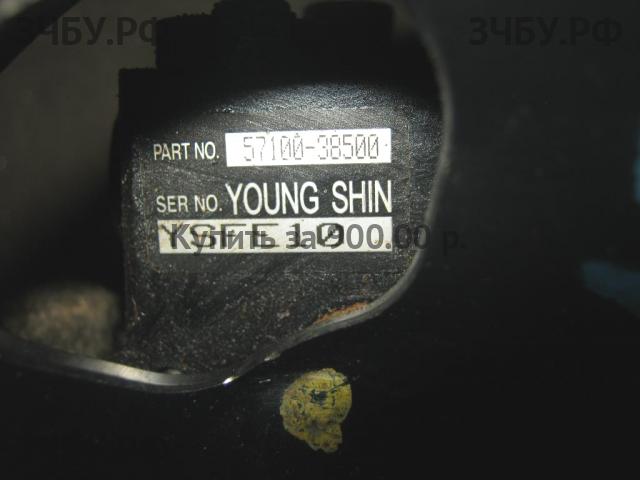 ЗЧБУ.РФ ЗЧБУ.РФ
PART NO. 57100-38500
SER NO. YOUNG SHIN
Купить за 900.00 р.